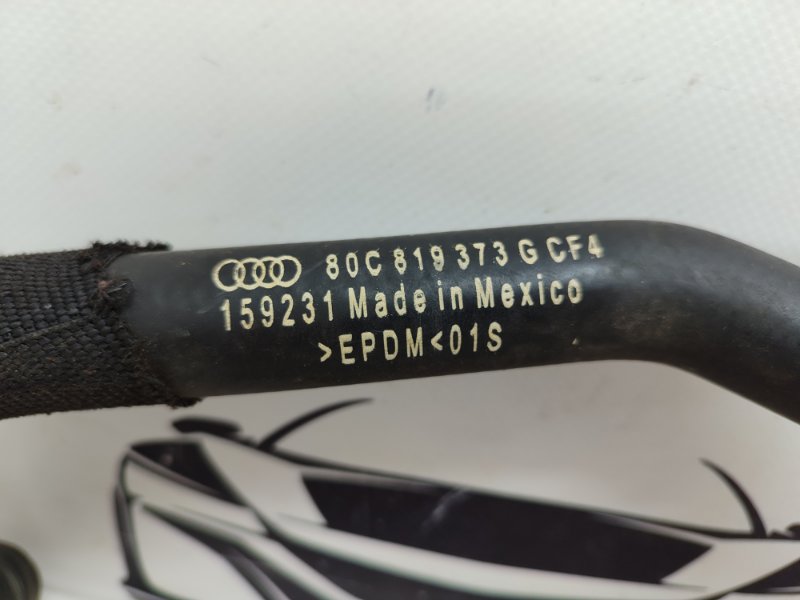 80C 819 373 G CF4
159231 Made in Mexico
>EPDM<01S